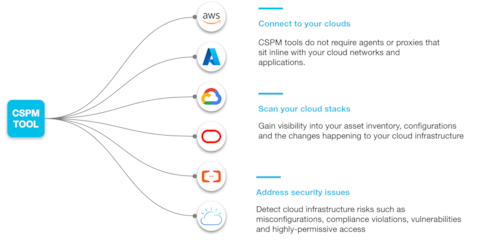 aws
Connect to your clouds
CSPM tools do not require agents or proxies that
sit inline with your cloud networks and
applications.
CSPM
TOOL
Scan your cloud stacks
Gain visibility into your asset inventory, configurations
and the changes happening to your cloud infrastructure
Address security issues
Detect cloud infrastructure risks such as
misconfigurations, compliance violations, vulnerabilities
and highly-permissive access